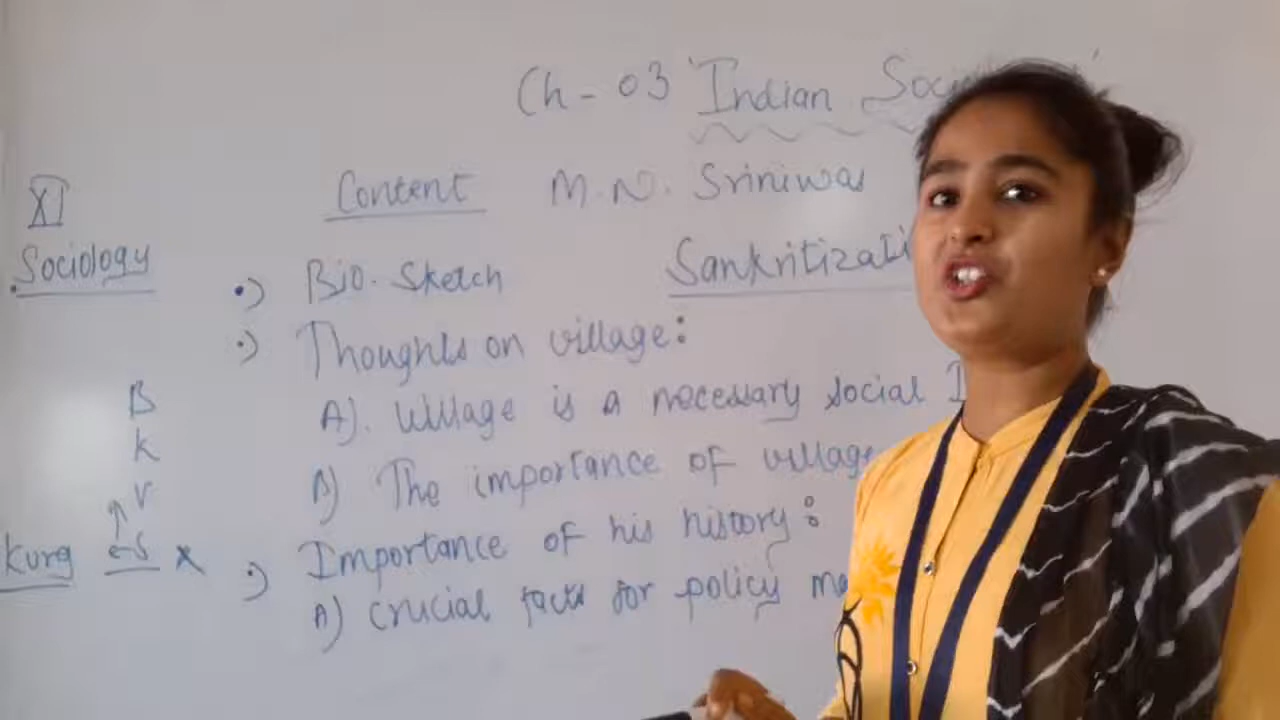 Ch - 03 'Indian
XI
Sociology
Content M.N. Sriniwas
•) Bio. Sketch
Sankritizati
•) Thoughts on village:
A). Village is a necessary social I
B) The importance of village
•) Importance of his history:
A) Crucial facts for policy ma
B
K
V
↑
Kurg S x